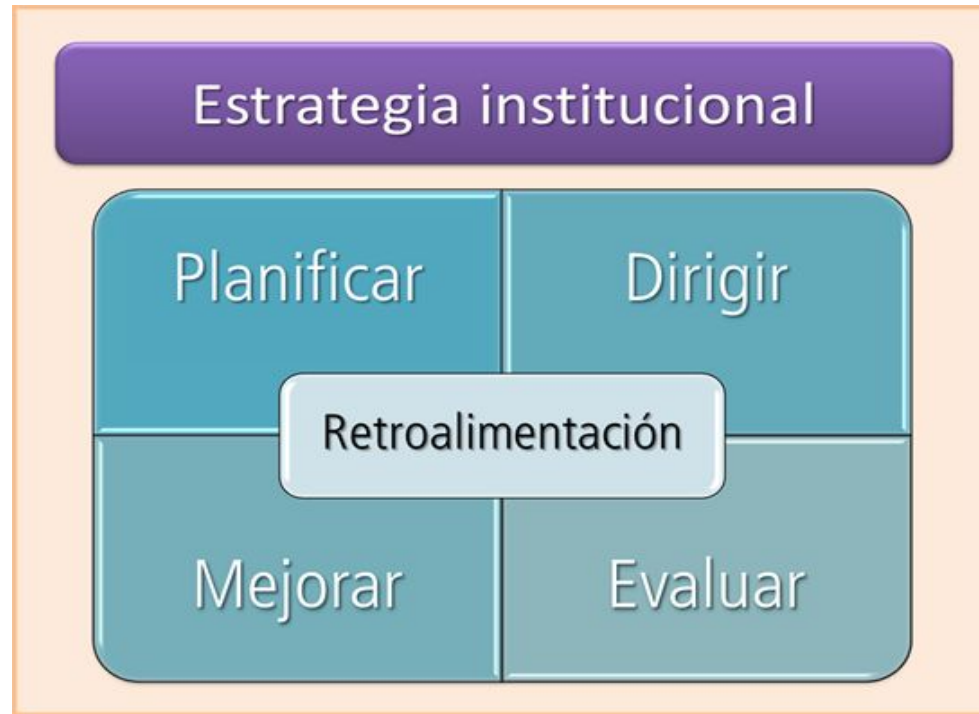 Estrategia institucional
Planificar
Dirigir
Retroalimentación
Mejorar
Evaluar